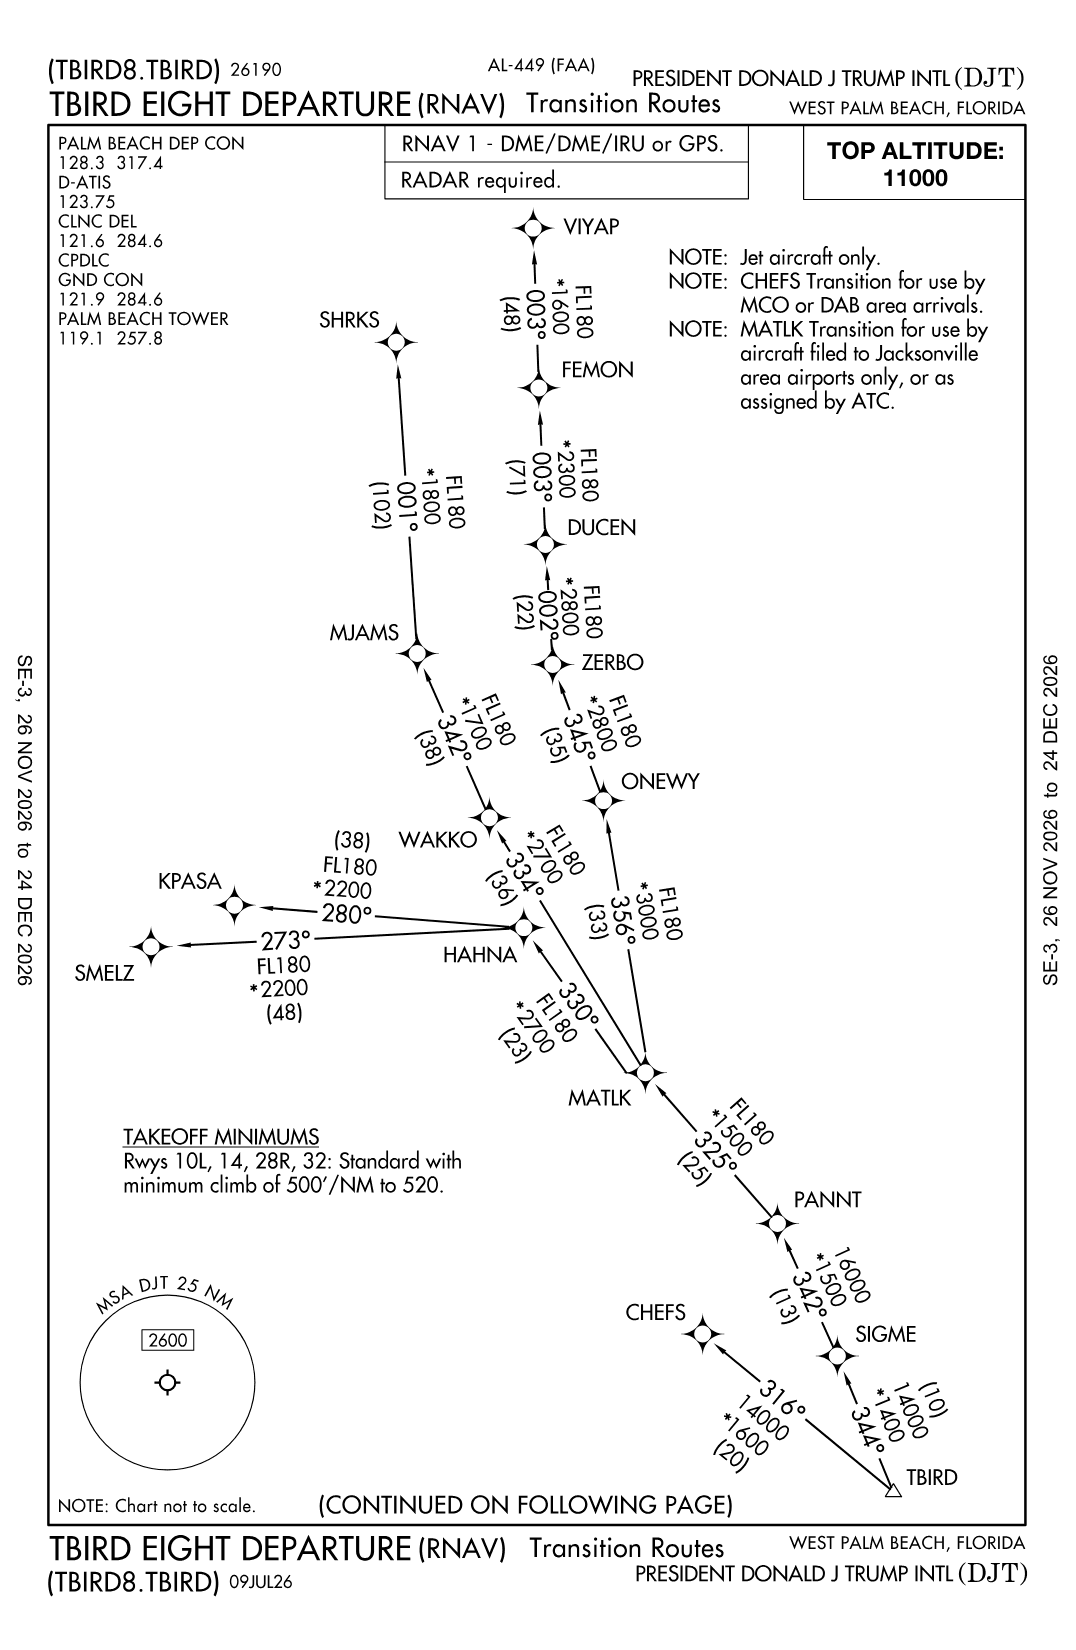 (TBIRD8.TBIRD) 26190
AL-449 (FAA)
PRESIDENT DONALD J TRUMP INTL (DJT)
TBIRD EIGHT DEPARTURE (RNAV) Transition Routes
WEST PALM BEACH, FLORIDA
PALM BEACH DEP CON
128.3 317.4
D-ATIS
123.75
CLNC DEL
121.6 284.6
CPDLC
GND CON
121.9 284.6
PALM BEACH TOWER
119.1 257.8
RNAV 1 - DME/DME/IRU or GPS.
RADAR required.
TOP ALTITUDE:
11000
NOTE: Jet aircraft only.
NOTE: CHEFS Transition for use by
MCO or DAB area arrivals.
NOTE: MATLK Transition for use by
aircraft filed to Jacksonville
area airports only, or as
assigned by ATC.
VIYAP
FL180
*1600
003°
(48)
SHRKS
FEMON
FL180
*2300
003°
(71)
FL180
*1800
001°
(102)
DUCEN
FL180
*2800
002°
(22)
MJAMS
ZERBO
FL180
*1700
342°
(38)
FL180
*2800
345°
(35)
ONEWY
WAKKO
(38)
FL180
*2200
280°
KPASA
FL180
*2700
334°
(36)
FL180
*3000
356°
(33)
273°
FL180
*2200
(48)
SMELZ
HAHNA
330°
FL180
*2700
(23)
MATLK
FL180
*1500
325°
(25)
TAKEOFF MINIMUMS
Rwys 10L, 14, 28R, 32: Standard with
minimum climb of 500'/NM to 520.
PANNT
16000
*1500
342°
(13)
MSA DJT 25 NM
2600
CHEFS
SIGME
316°
14000
*1600
(20)
(10)
14000
*1400
344°
TBIRD
NOTE: Chart not to scale.
(CONTINUED ON FOLLOWING PAGE)
SE-3, 26 NOV 2026 to 24 DEC 2026
SE-3, 26 NOV 2026 to 24 DEC 2026
TBIRD EIGHT DEPARTURE (RNAV) Transition Routes
WEST PALM BEACH, FLORIDA
(TBIRD8.TBIRD) 09JUL26
PRESIDENT DONALD J TRUMP INTL (DJT)